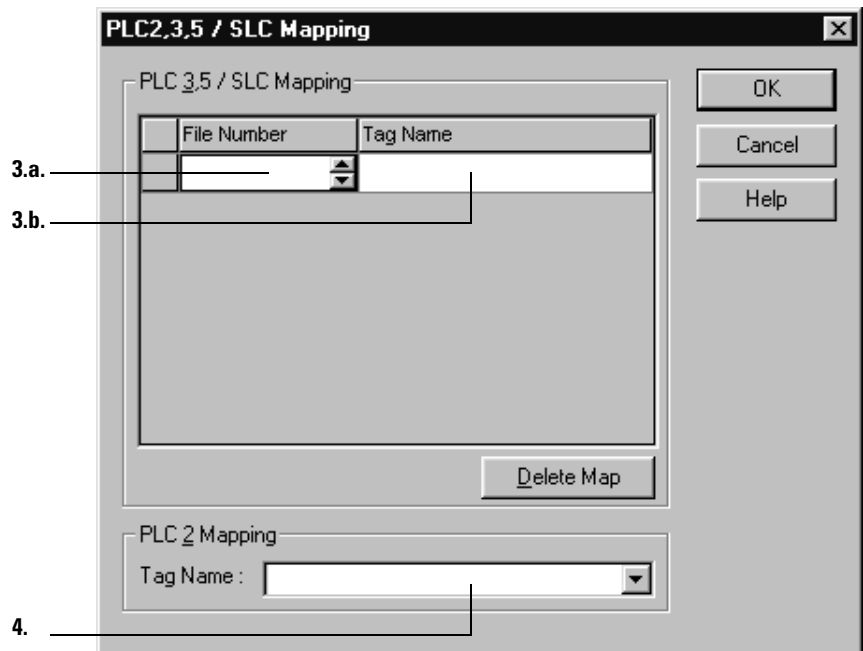 PLC2,3,5 / SLC Mapping
PLC 3,5 / SLC Mapping
OK
File Number Tag Name
Cancel
3.a.
Help
3.b.
Delete Map
PLC 2 Mapping
Tag Name :
4.